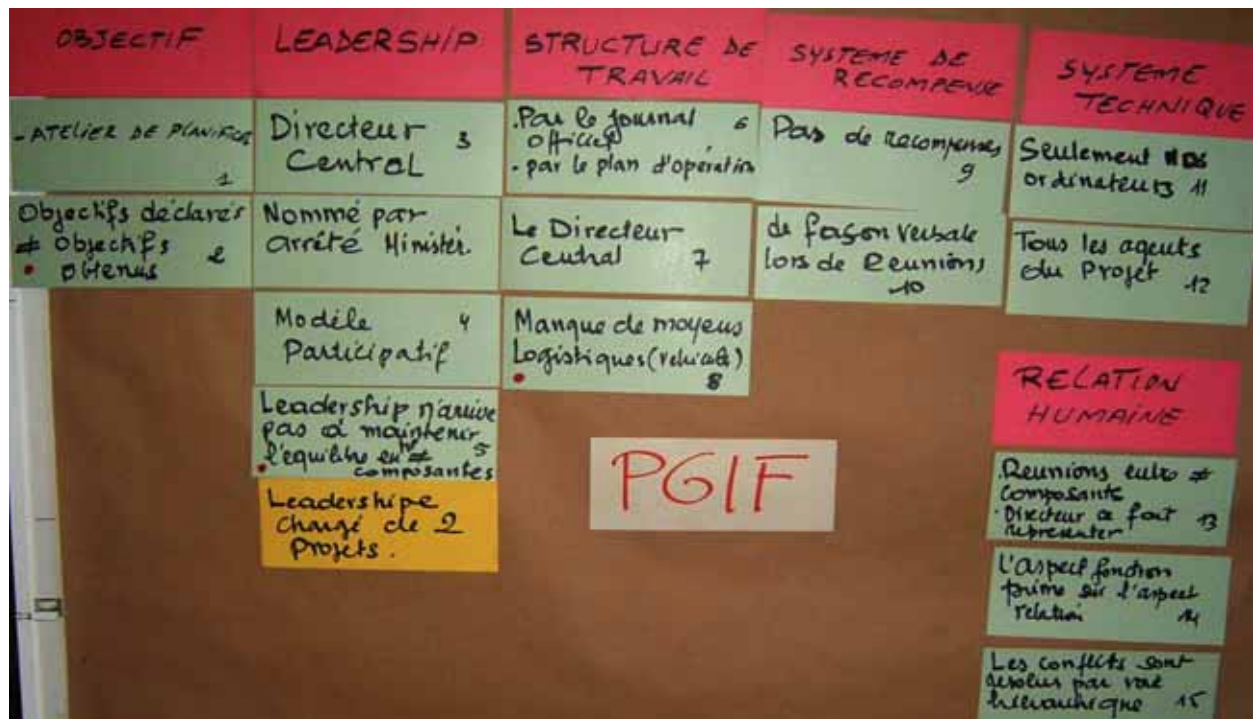 OBJECTIF
- ATELIER DE PLANIFICA
1
Objectifs déclarés
≠ Objectifs 2
• obtenus
LEADERSHIP
Directeur 3
Central
Nommé par
arrêté Ministér.
Modèle 4
Participatif
Leadership n'arrive
pas à maintenir
l'équilibre en tr ≠ 5
• composantes
Leadershipe
chargé de 2
Projets.
STRUCTURE DE
TRAVAIL
.Par le journal 6
officiel
- par le plan d'opération
Le Directeur
Central 7
Manque de moyens
Logistiques (vehicule)
• 8
PGIF
SYSTEME DE
RECOMPENSE
Pas de recompenses
9
de façon verbale
lors de Reunions
10
SYSTEME
TECHNIQUE
Seulement des
ordinateurs 11
Tous les agents
du Projet 12
RELATION
HUMAINE
.Reunions entre ≠
composants
. Directeur se fait 13
representer
L'aspect fonction
prime sur l'aspect
relation 14
Les conflits sont
resolus par voie
hierarchique 15